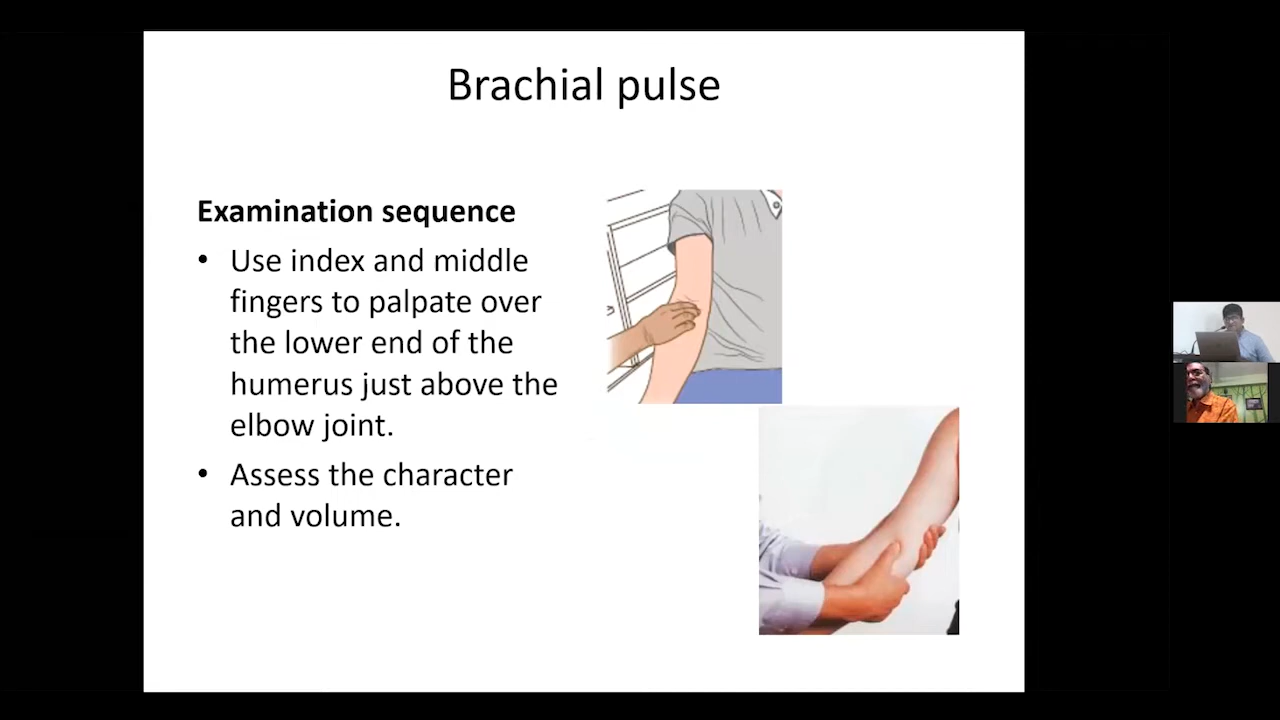 Brachial pulse
Examination sequence
• Use index and middle
fingers to palpate over
the lower end of the
humerus just above the
elbow joint.
• Assess the character
and volume.